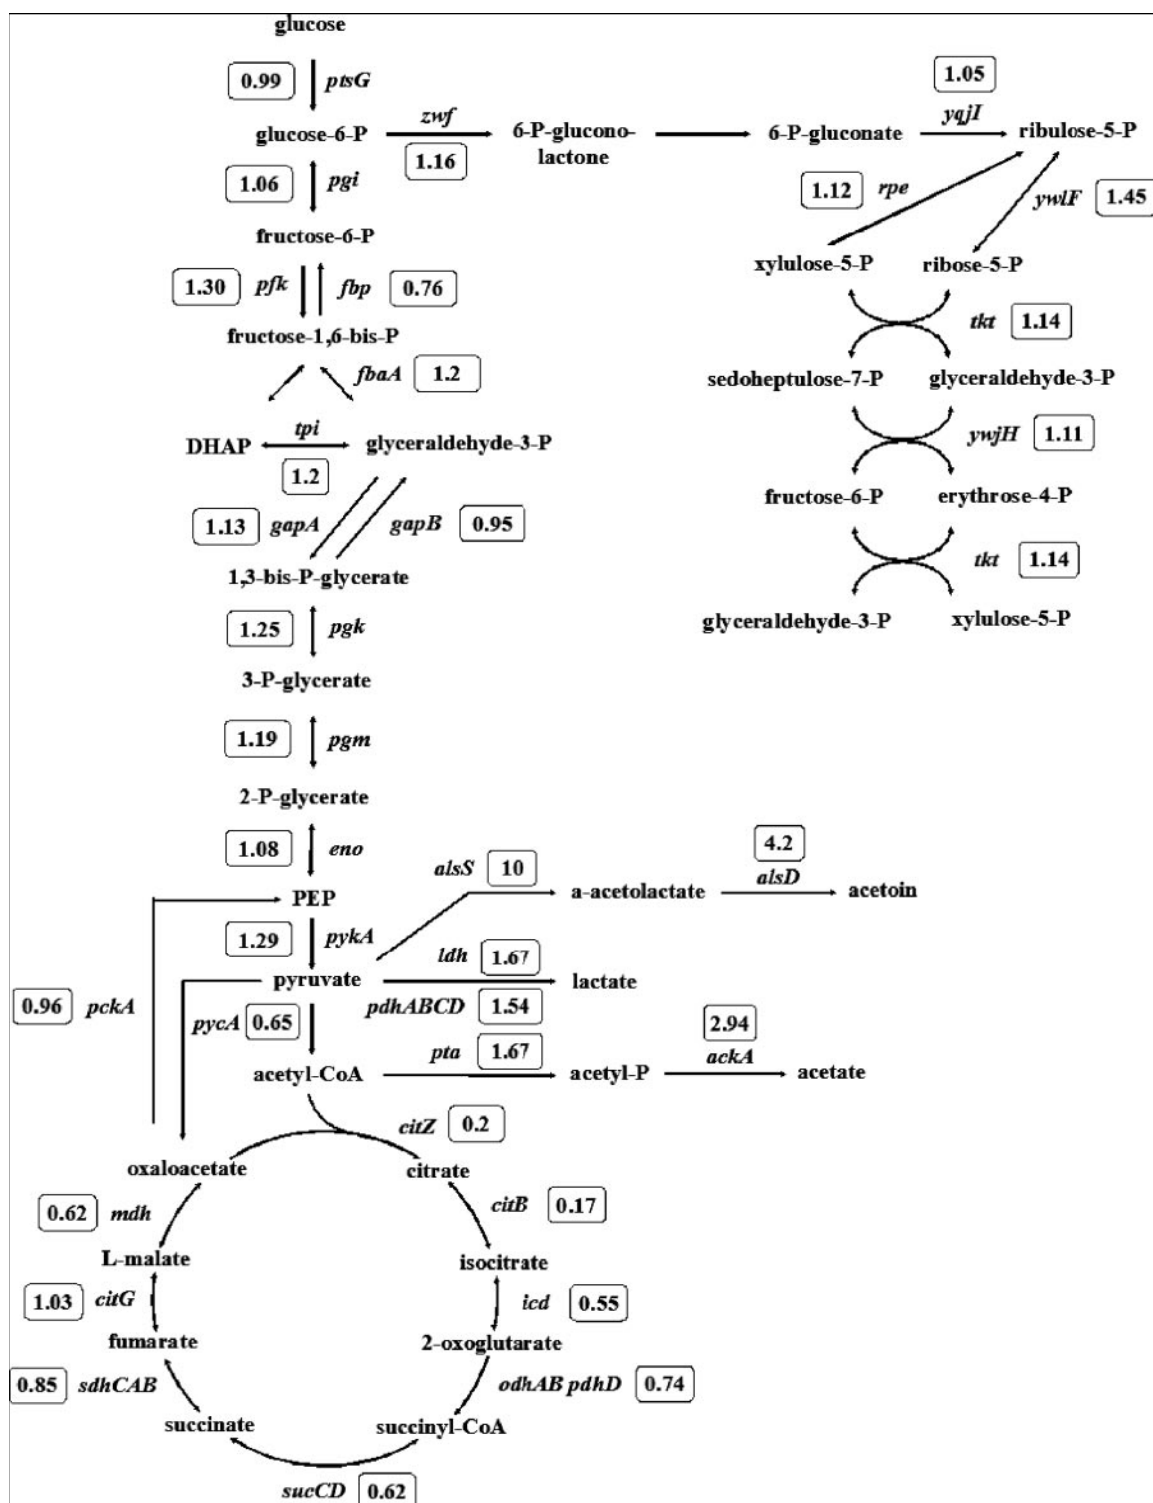 glucose
0.99 ptsG
1.05
glucose-6-P zwf 6-P-glucono-
lactone 6-P-gluconate yqjI ribulose-5-P
1.16
1.06 pgi
1.12 rpe ywlF 1.45
fructose-6-P
xylulose-5-P ribose-5-P
1.30 pfk fbp 0.76
fructose-1,6-bis-P
tkt 1.14
fbaA 1.2
sedoheptulose-7-P glyceraldehyde-3-P
DHAP tpi glyceraldehyde-3-P
1.2
ywjH 1.11
fructose-6-P erythrose-4-P
1.13 gapA gapB 0.95
1,3-bis-P-glycerate
tkt 1.14
glyceraldehyde-3-P xylulose-5-P
1.25 pgk
3-P-glycerate
1.19 pgm
2-P-glycerate
1.08 eno
alsS 10
4.2
alsD
PEP
a-acetolactate acetoin
1.29 pykA
ldh 1.67
pyruvate lactate
pdhABCD 1.54
0.96 pckA
pycA 0.65
pta 1.67
2.94
ackA
acetyl-CoA acetyl-P acetate
citZ 0.2
oxaloacetate citrate
0.62 mdh
citB 0.17
L-malate isocitrate
1.03 citG
icd 0.55
fumarate 2-oxoglutarate
0.85 sdhCAB
odhAB pdhD 0.74
succinate succinyl-CoA
sucCD 0.62